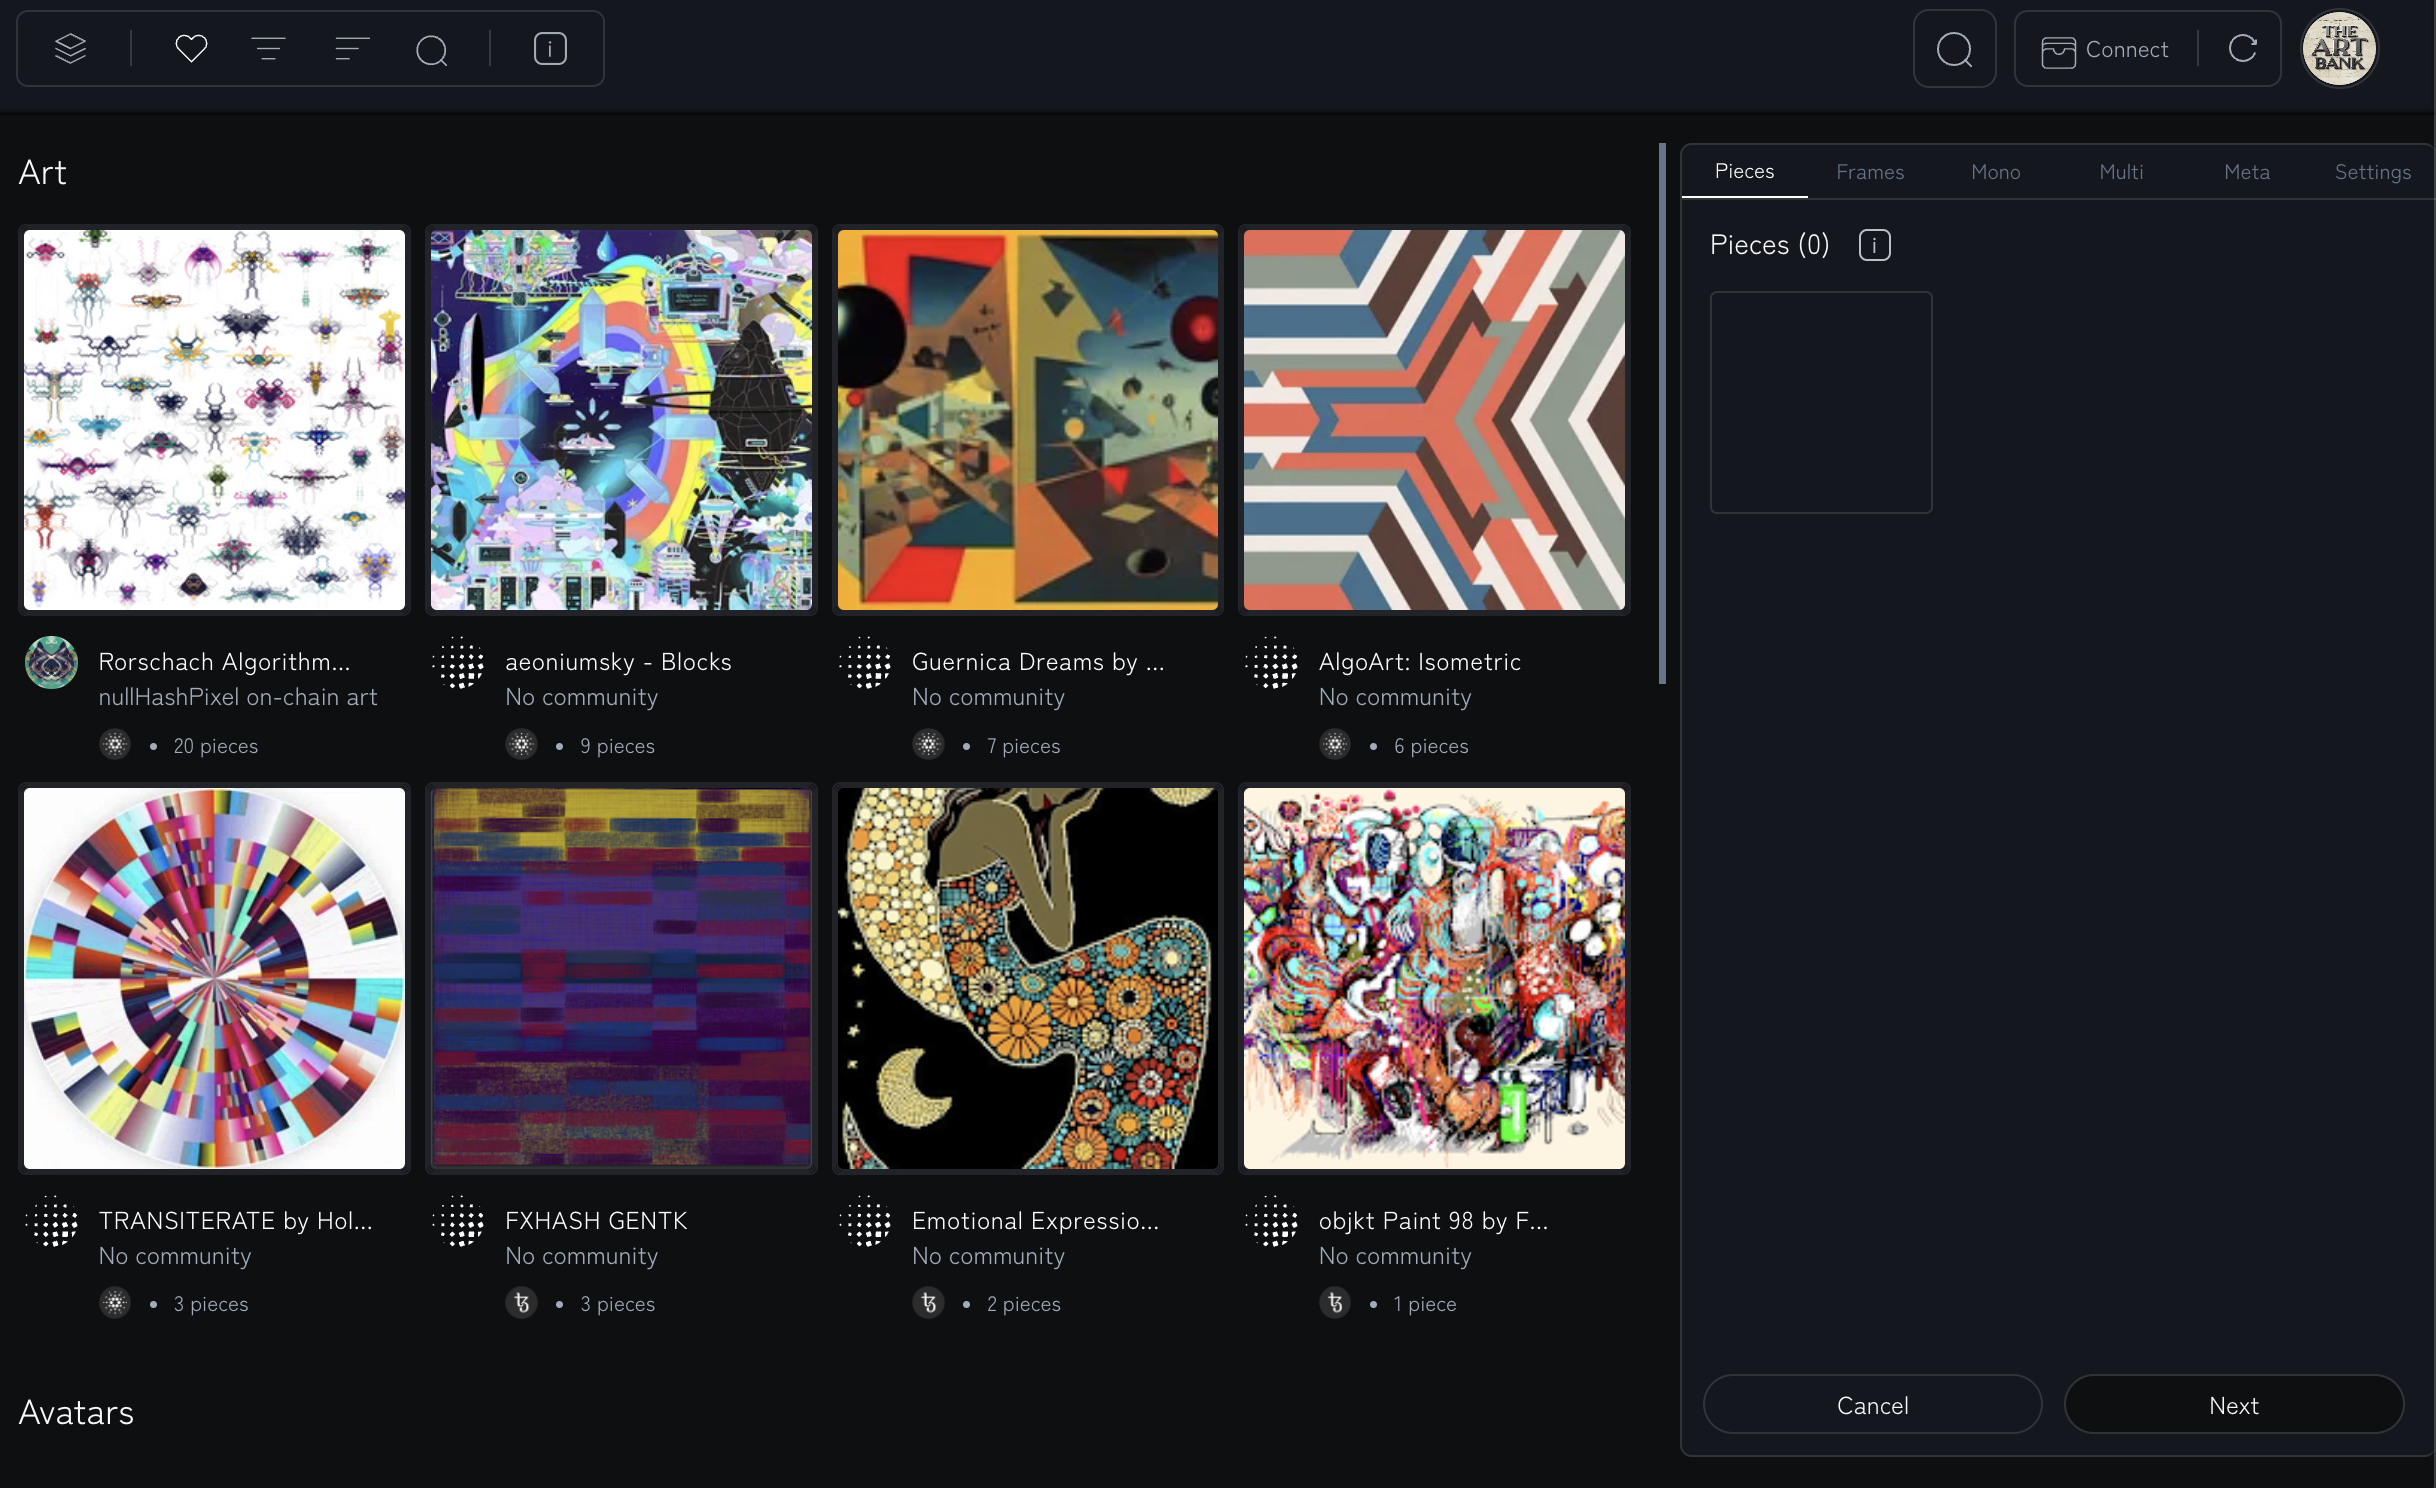 Connect
THE
ART
BANK
Art
Pieces
Frames
Mono
Multi
Meta
Settings
Pieces (0)
Rorschach Algorithm...
nullHashPixel on-chain art
20 pieces
aeoniumsky - Blocks
No community
9 pieces
Guernica Dreams by ...
No community
7 pieces
AlgoArt: Isometric
No community
6 pieces
TRANSITERATE by Hol...
No community
3 pieces
FXHASH GENTK
No community
3 pieces
Emotional Expressio...
No community
2 pieces
objkt Paint 98 by F...
No community
1 piece
Avatars
Cancel
Next